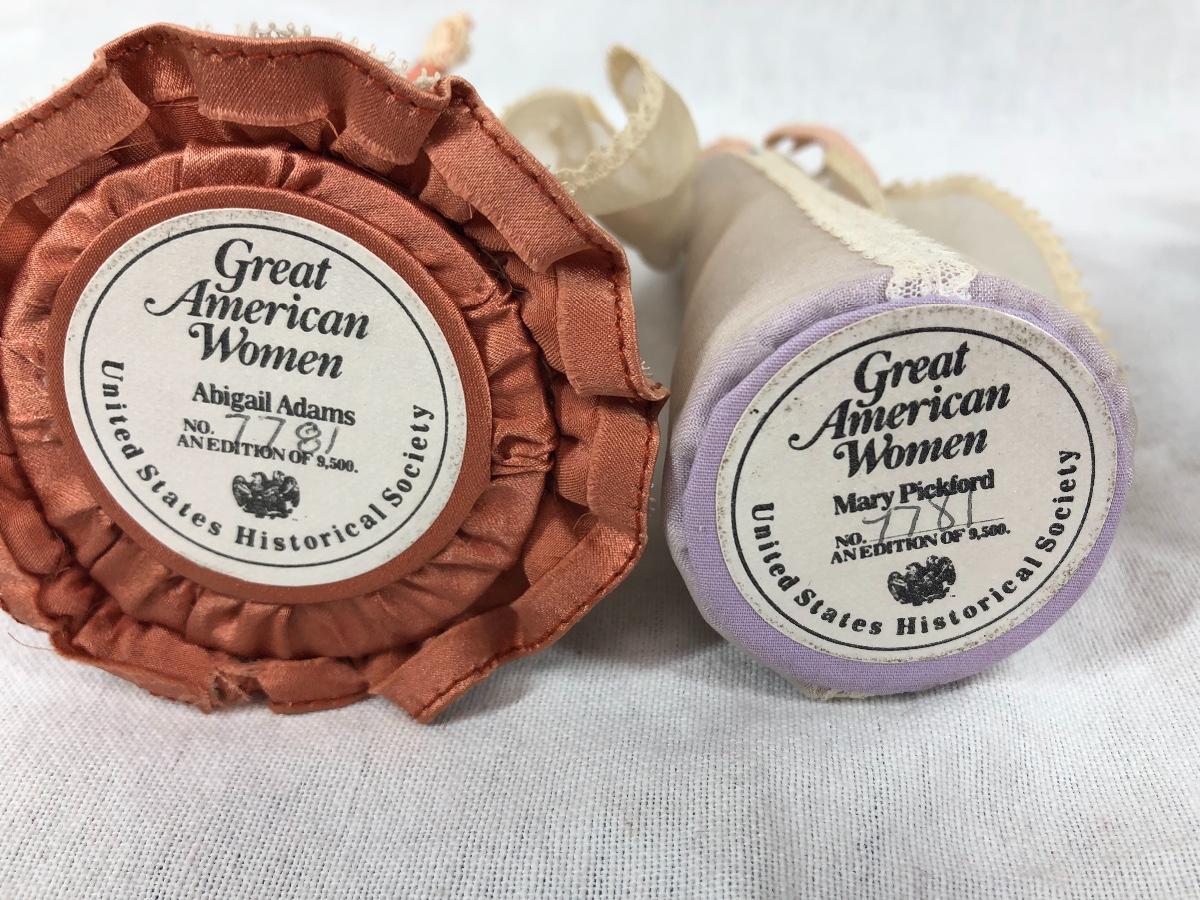 Great
American
Women
Abigail Adams
NO. 7781
AN EDITION OF 9,500.
United States Historical Society
Great
American
Women
Mary Pickford
NO. 7781
AN EDITION OF 9,500.
United States Historical Society